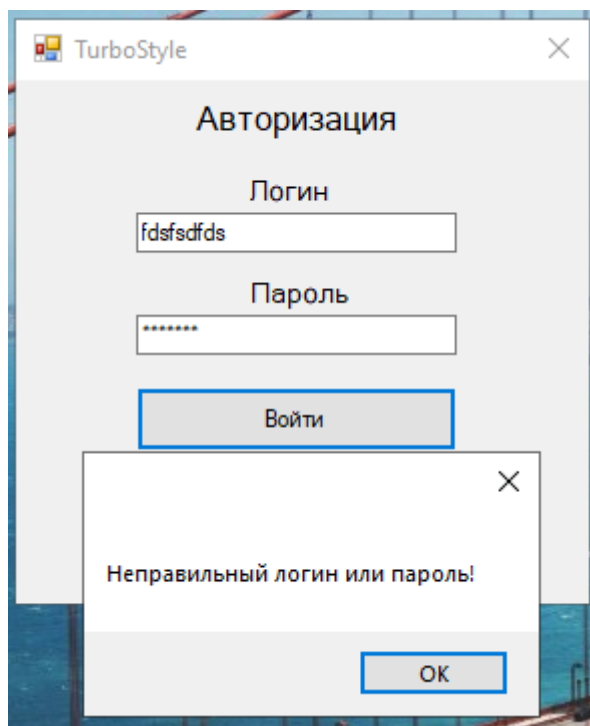 TurboStyle
Авторизация
Логин
fdsfsdfds
Пароль
*******
Войти
Неправильный логин или пароль!
OK